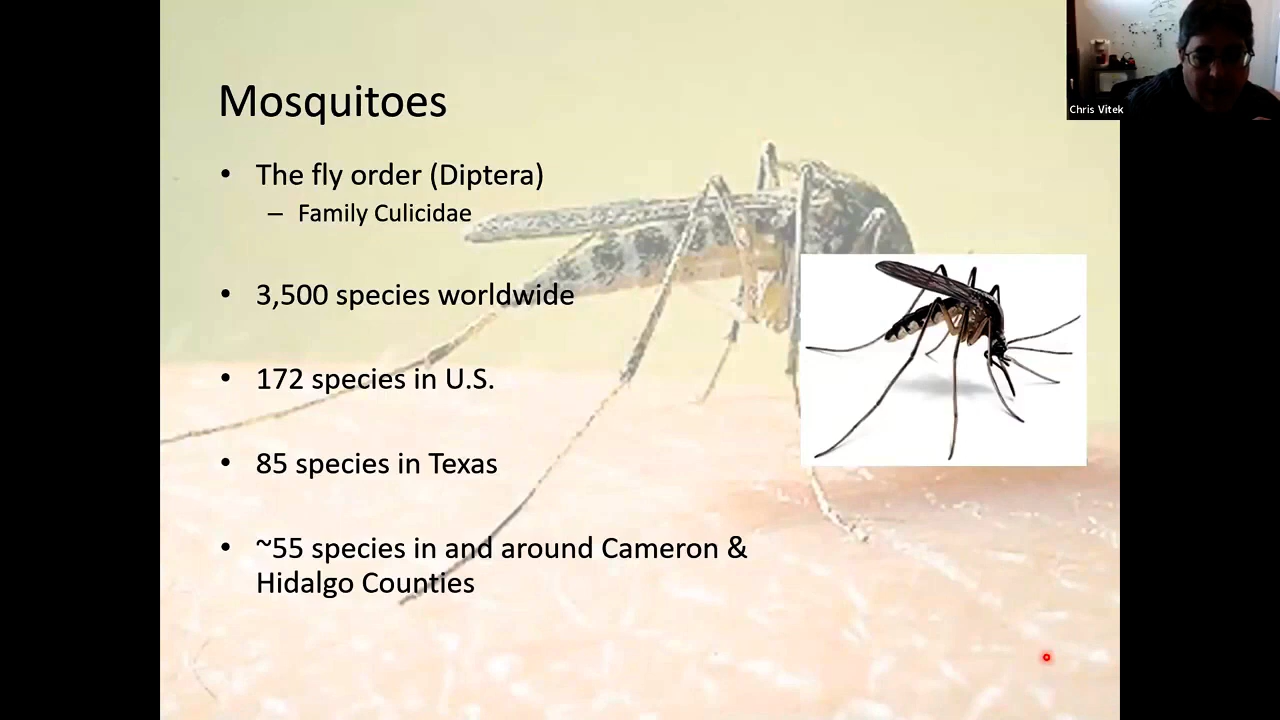 Mosquitoes
• The fly order (Diptera)
– Family Culicidae
• 3,500 species worldwide
• 172 species in U.S.
• 85 species in Texas
• ~55 species in and around Cameron &
Hidalgo Counties
Chris Vitek